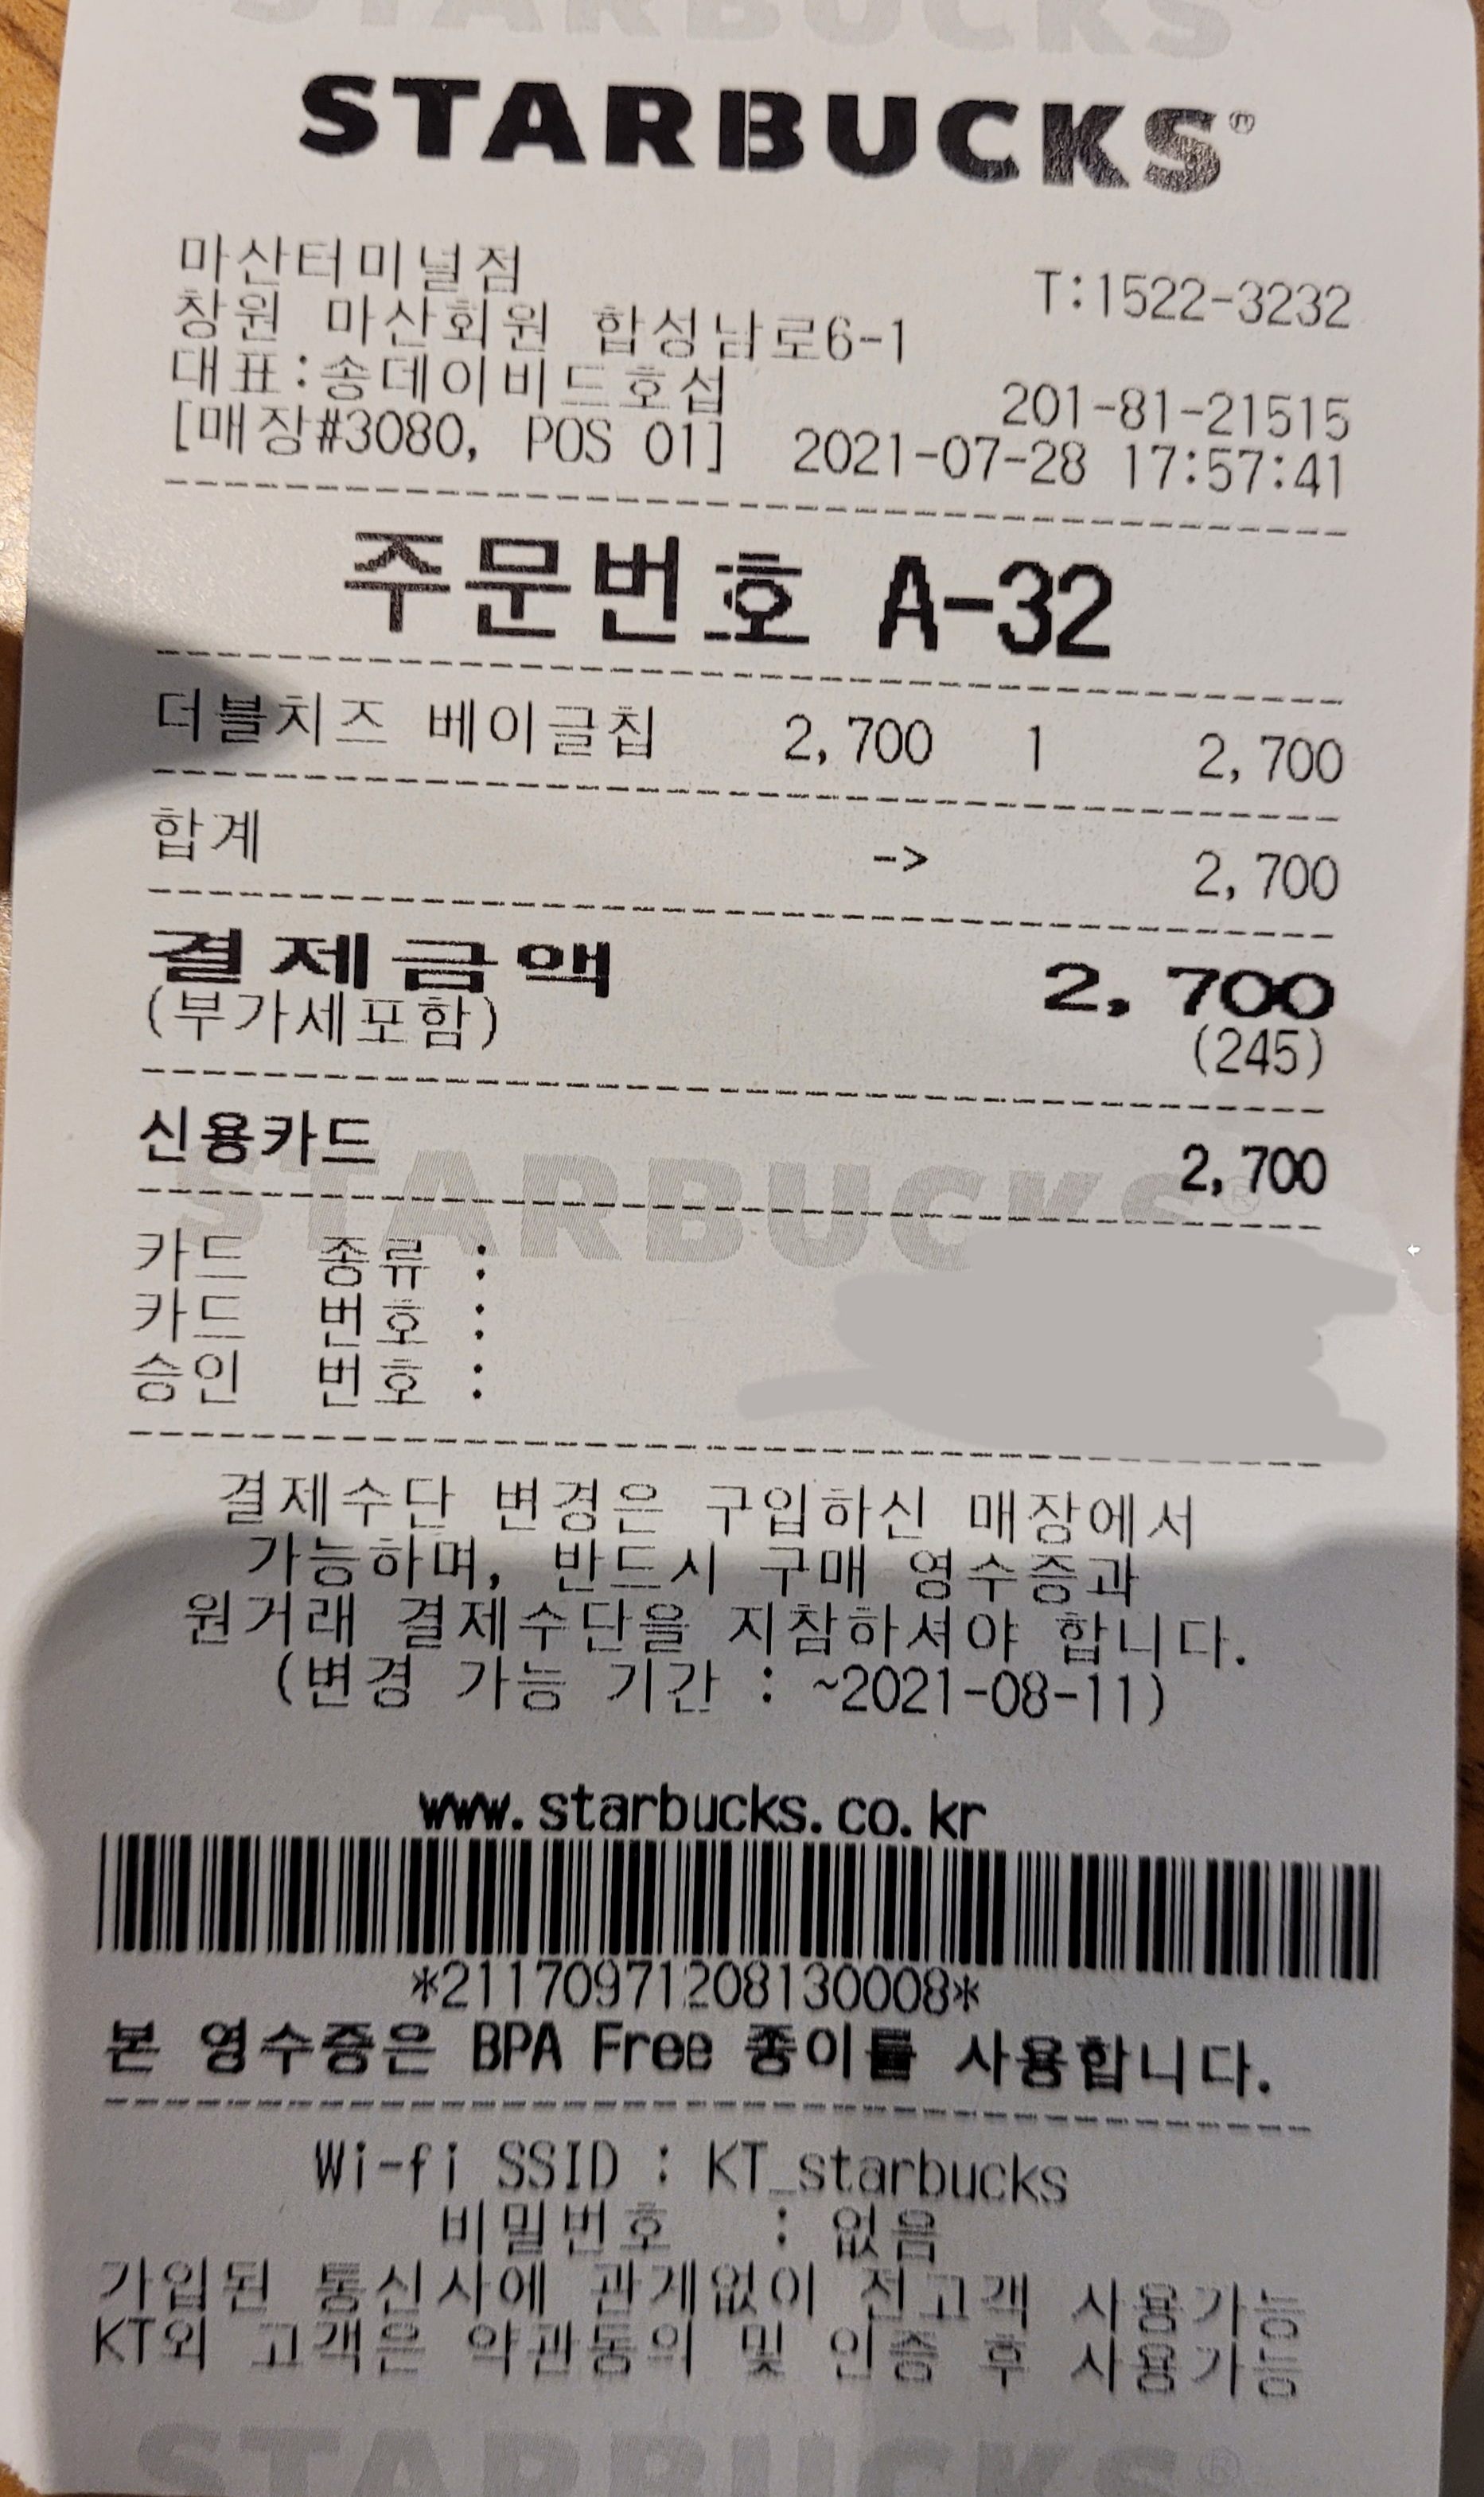 STARBUCKS
STARBUCKS®
마산터미널점
T:1522-3232
창원 마산회원 합성남로6-1
대표:송데이비드호섭
201-81-21515
[매장#3080, POS 01] 2021-07-28 17:57:41
주문번호 A-32
더블치즈 베이글칩 2,700 1 2,700
합계 -> 2,700
결제금액 2,700
(부가세포함) (245)
신용카드 2,700
STARBUCKS®
카드 종류 :
카드 번호 :
승인 번호 :
결제수단 변경은 구입하신 매장에서
가능하며, 반드시 구매 영수증과
원거래 결제수단을 지참하셔야 합니다.
(변경 가능 기간 : ~2021-08-11)
www.starbucks.co.kr
*21170971208130008*
본 영수증은 BPA Free 종이를 사용합니다.
Wi-fi SSID : KT_starbucks
비밀번호 : 없음
가입된 통신사에 관계없이 전고객 사용가능
KT외 고객은 약관동의 및 인증 후 사용가능
STARBUCKS®